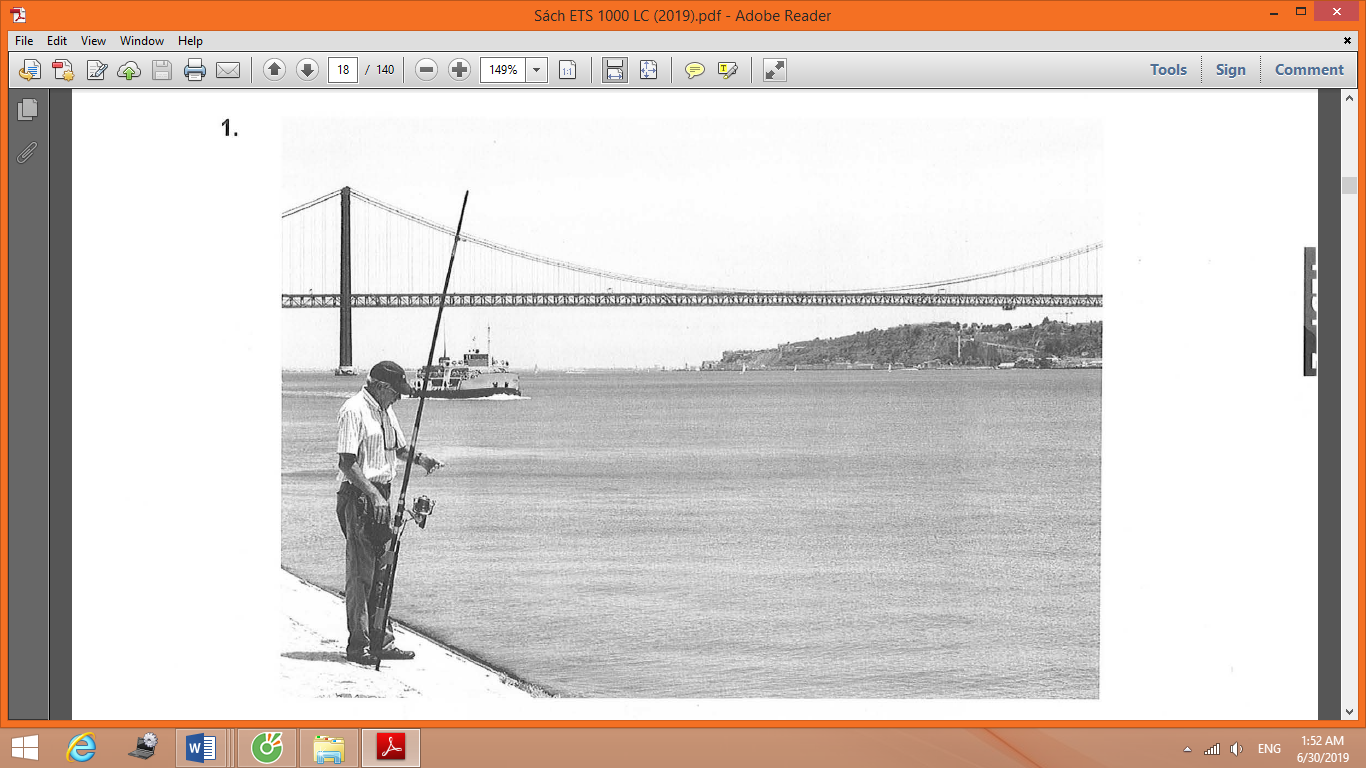 Sách ETS 1000 LC (2019).pdf - Adobe Reader
File Edit View Window Help
18 / 140 149% Tools Sign Comment
1.
ENG 1:52 AM
6/30/2019